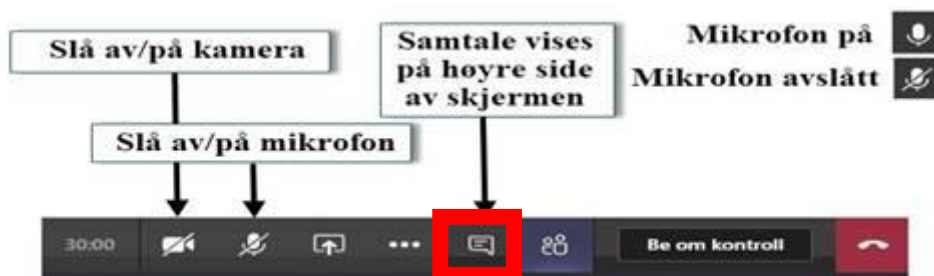 Slå av/på kamera
Samtale vises
på høyre side
av skjermen
Mikrofon på
Mikrofon avslått
Slå av/på mikrofon
30:00
Be om kontroll